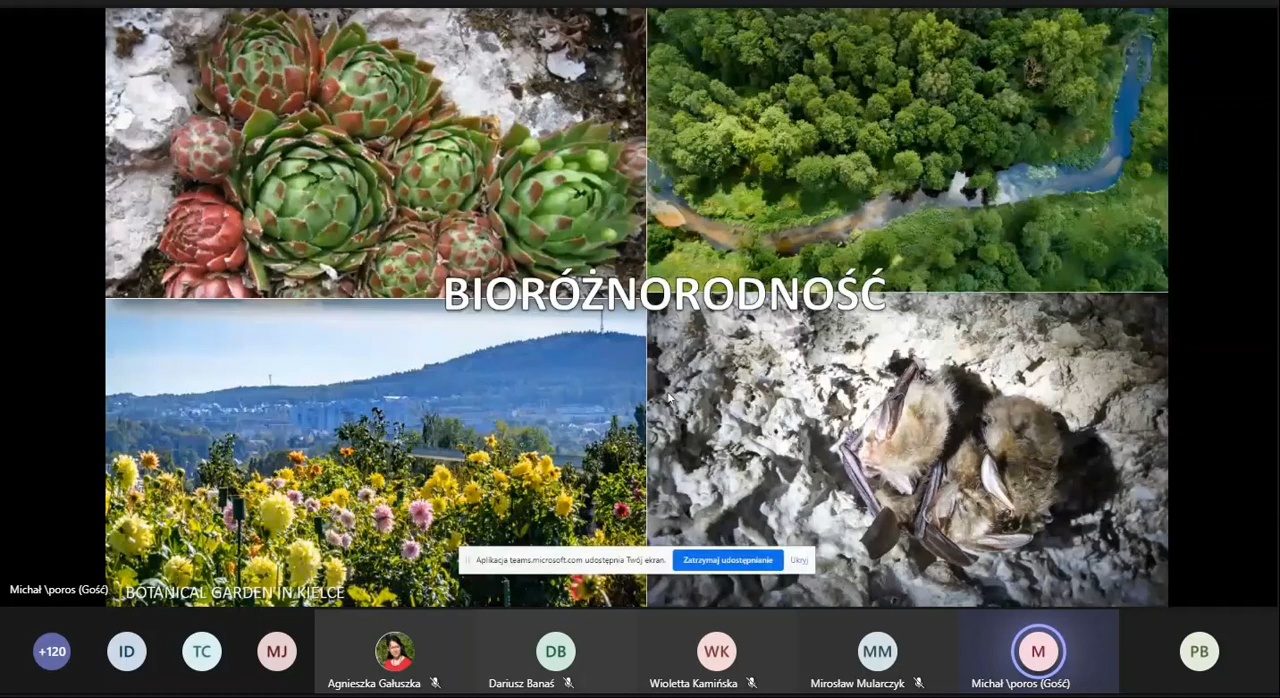 BIORÓŻNORODNOŚĆ
Aplikacja teams.microsoft.com udostępnia Twój ekran.
Zatrzymaj udostępnianie
Ukryj
Michał \poros (Gość)
BOTANICAL GARDEN IN KIELCE
+120
ID
TC
MJ
DB
WK
MM
M
PB
Agnieszka Gałuszka
Dariusz Banaś
Wioletta Kamińska
Mirosław Mularczyk
Michał \poros (Gość)